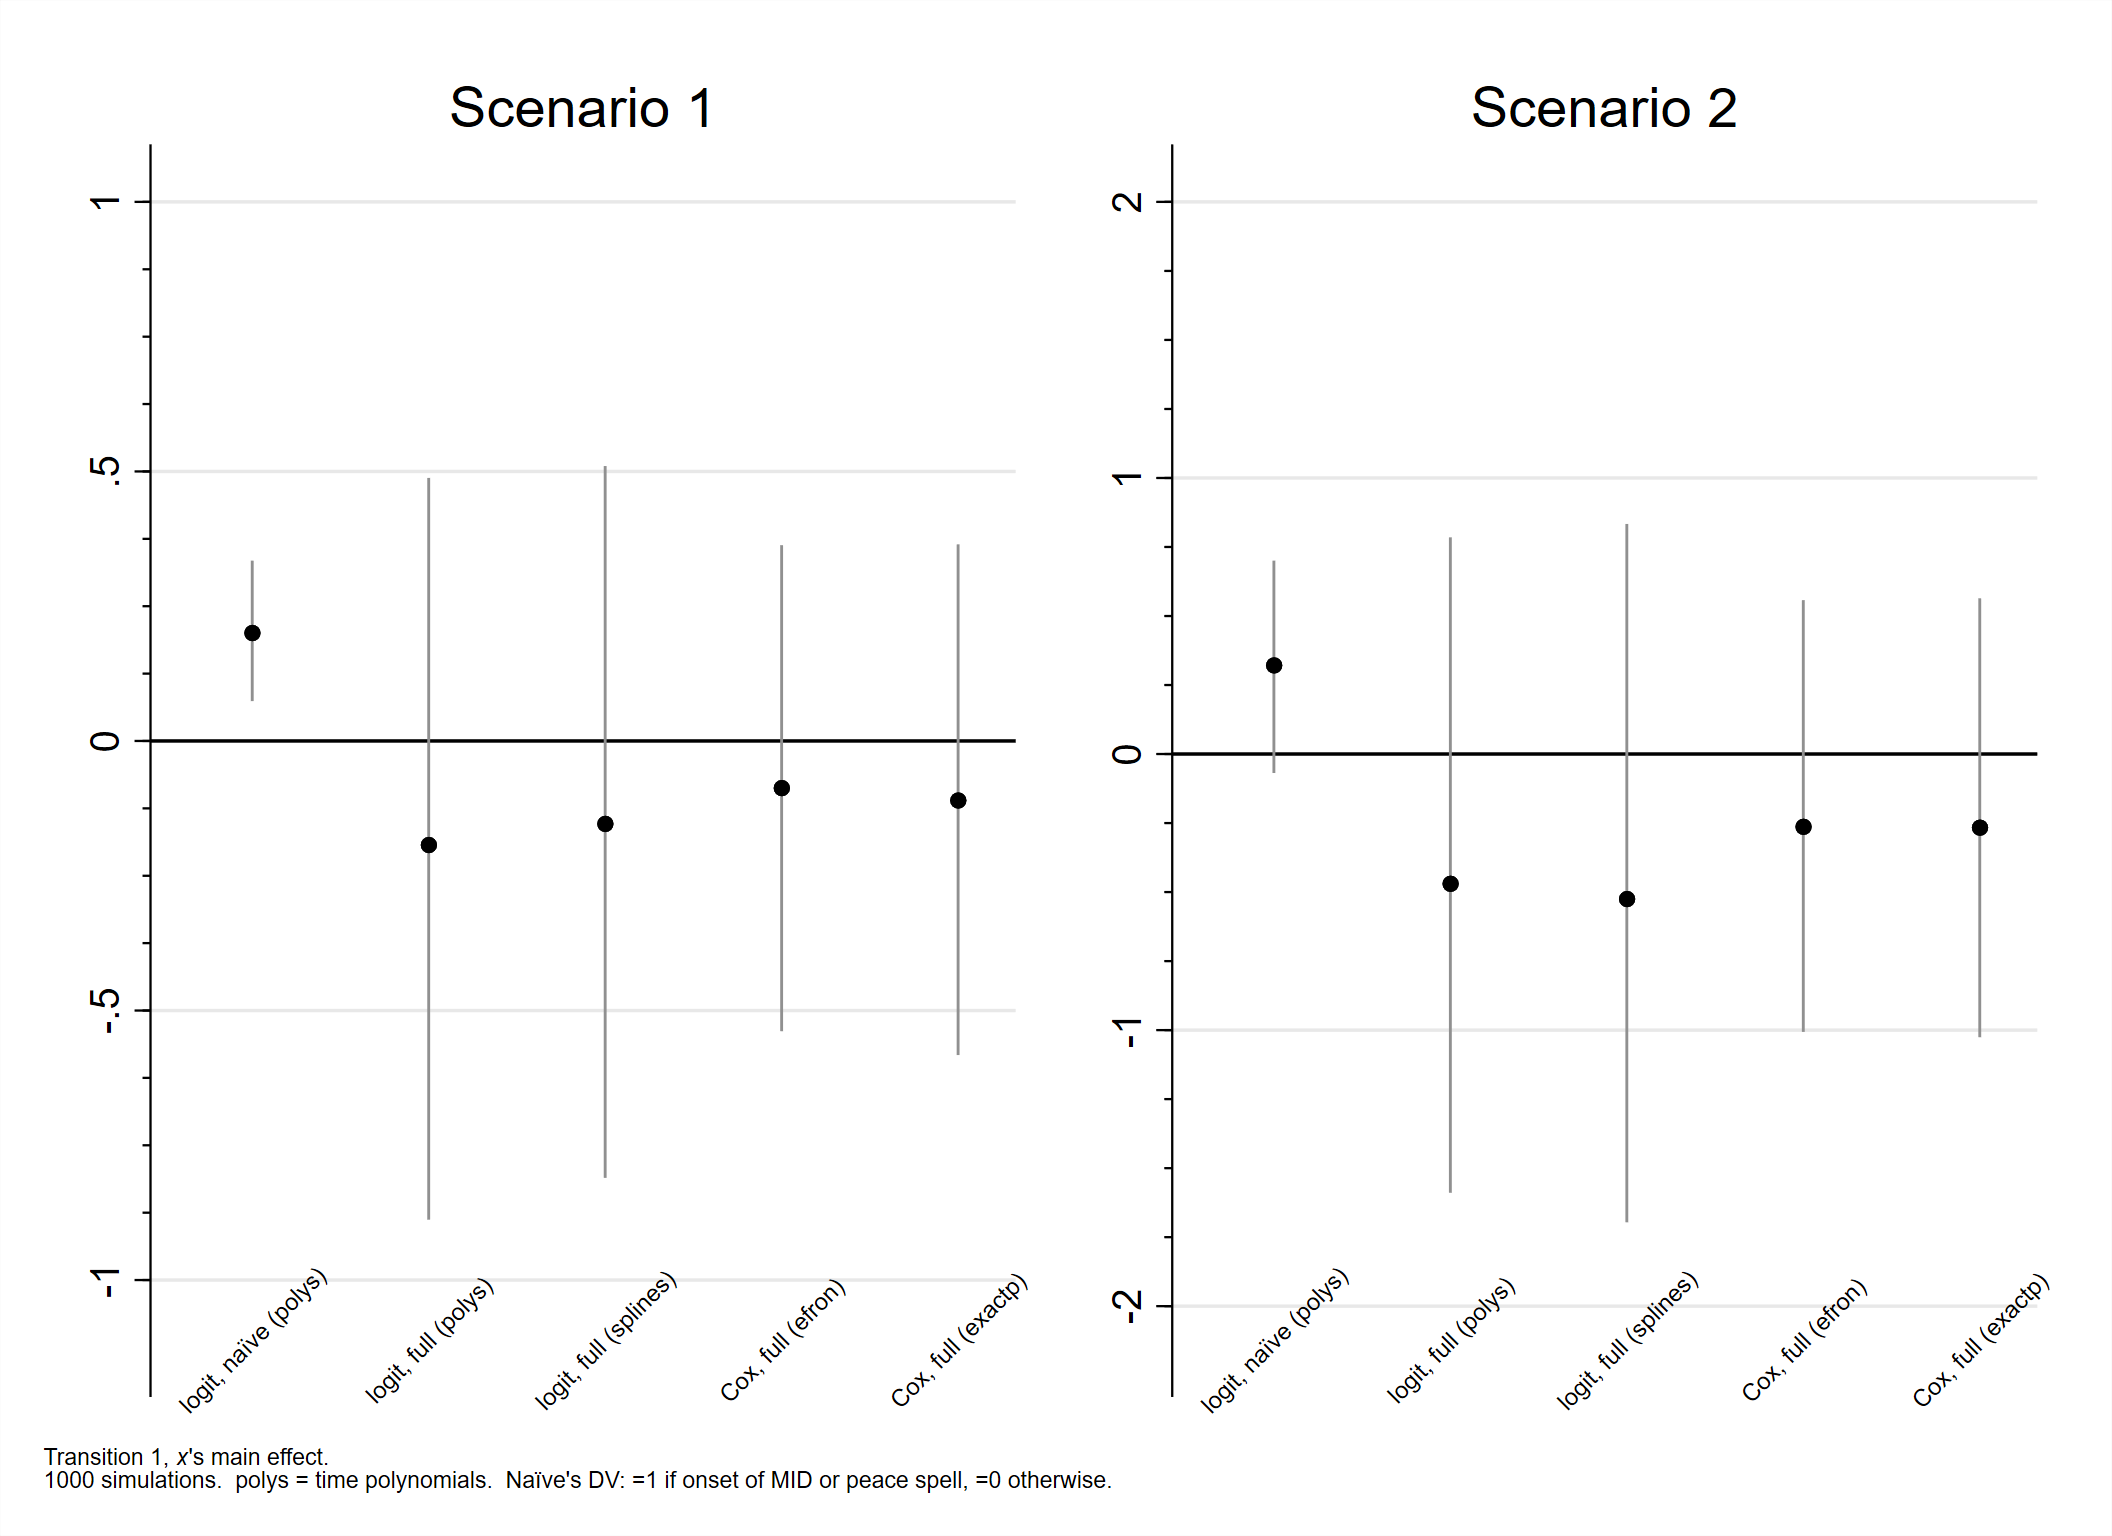 Scenario 1
1
.5
0
-.5
-1
logit, naïve (polys)
logit, full (polys)
logit, full (splines)
Cox, full (efron)
Cox, full (exactp)
Scenario 2
2
1
0
-1
-2
logit, naïve (polys)
logit, full (polys)
logit, full (splines)
Cox, full (efron)
Cox, full (exactp)
Transition 1, x's main effect.
1000 simulations.  polys = time polynomials.  Naïve's DV: =1 if onset of MID or peace spell, =0 otherwise.